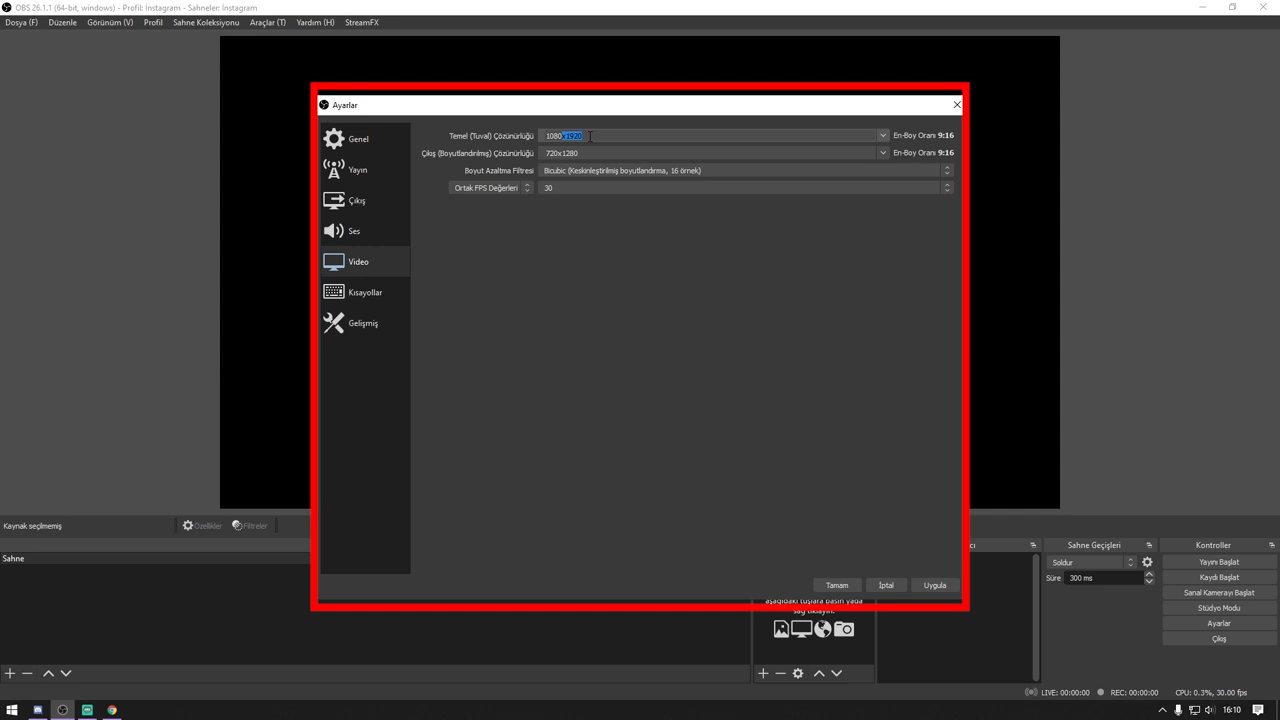 OBS 26.1.1 (64-bit, windows) - Profil: İnstagram - Sahneler: İnstagram
Dosya (F) Düzenle Görünüm (V) Profil Sahne Koleksiyonu Araçlar (T) Yardım (H) StreamFX
Ayarlar
Genel
Yayın
Çıkış
Ses
Video
Kısayollar
Gelişmiş
Temel (Tuval) Çözünürlüğü 1080x1920 En-Boy Oranı 9:16
Çıkış (Boyutlandırılmış) Çözünürlüğü 720x1280 En-Boy Oranı 9:16
Boyut Azaltma Filtresi Bicubic (Keskinleştirilmiş boyutlandırma, 16 örnek)
Ortak FPS Değerleri 30
Tamam İptal Uygula
Kaynak seçilmemiş Özellikler Filtreler
Sahne
aşağıdaki tuşlara basın yada
sağ tıklayın.
Sahne Geçişleri
Soldur
Süre 300 ms
Kontroller
Yayını Başlat
Kaydı Başlat
Sanal Kamerayı Başlat
Stüdyo Modu
Ayarlar
Çıkış
LIVE: 00:00:00 REC: 00:00:00 CPU: 0.3%, 30.00 fps
16:10